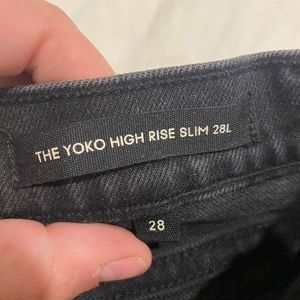 THE YOKO HIGH RISE SLIM 28L
28